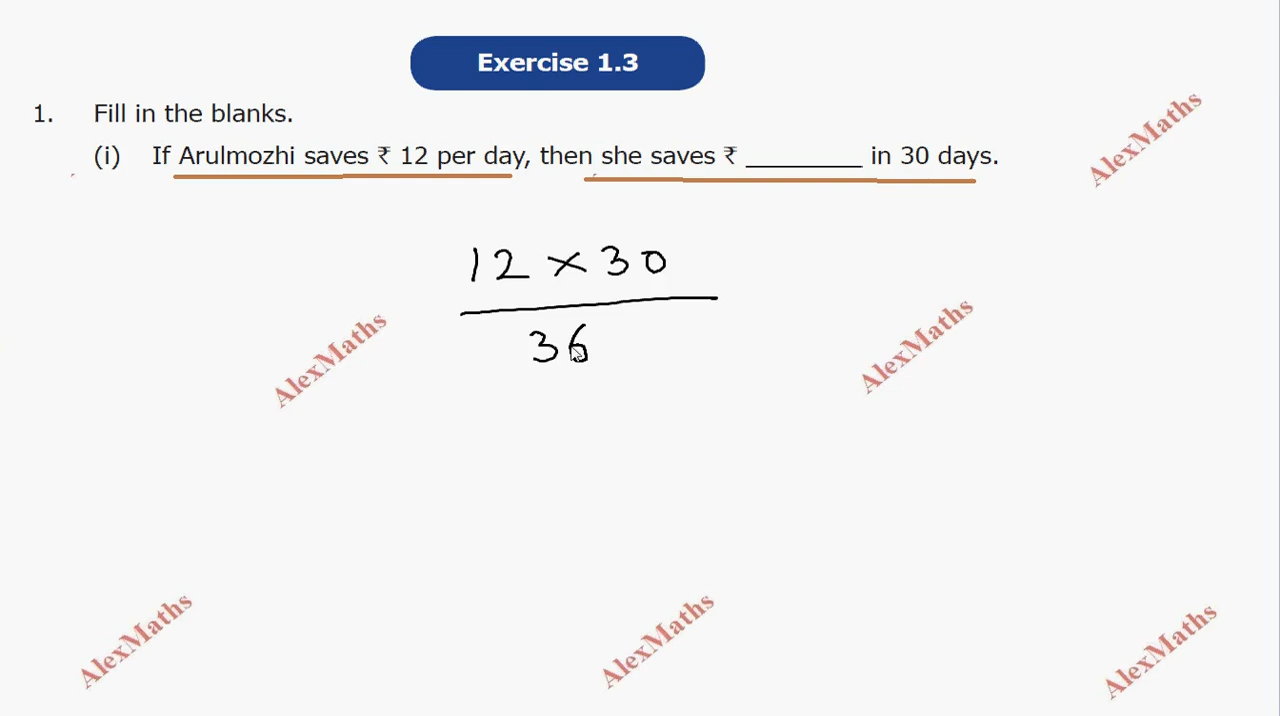 Exercise 1.3
1. Fill in the blanks.
(i) If Arulmozhi saves ₹ 12 per day, then she saves ₹ ________ in 30 days.
AlexMaths
12 × 30
36
AlexMaths
AlexMaths
AlexMaths
AlexMaths
AlexMaths